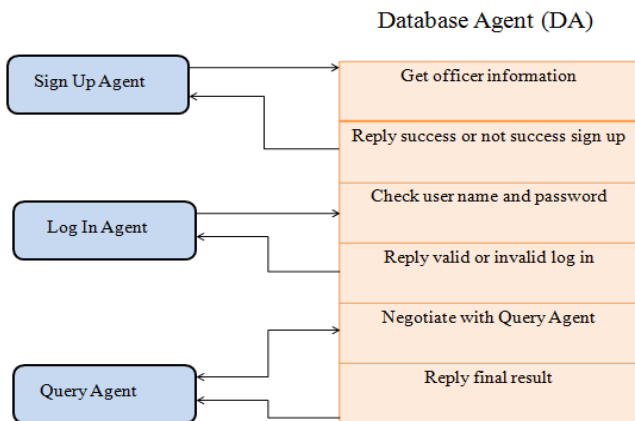 Database Agent (DA)
Sign Up Agent
Get officer information
Reply success or not success sign up
Log In Agent
Check user name and password
Reply valid or invalid log in
Negotiate with Query Agent
Query Agent
Reply final result